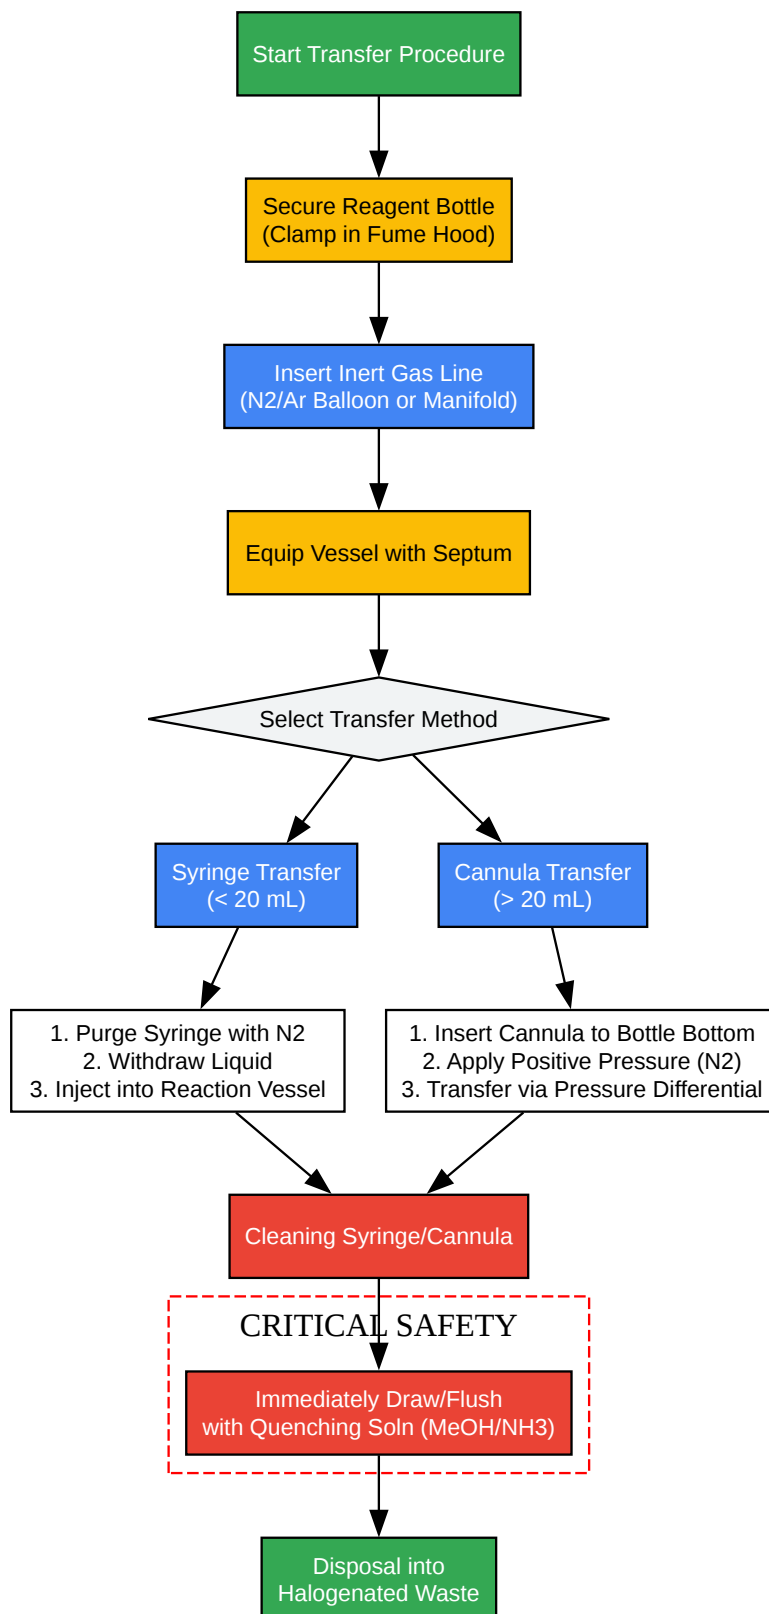 Start Transfer Procedure
Secure Reagent Bottle
(Clamp in Fume Hood)
Insert Inert Gas Line
(N2/Ar Balloon or Manifold)
Equip Vessel with Septum
Select Transfer Method
Syringe Transfer
(< 20 mL)
Cannula Transfer
(> 20 mL)
1. Purge Syringe with N2
2. Withdraw Liquid
3. Inject into Reaction Vessel
1. Insert Cannula to Bottle Bottom
2. Apply Positive Pressure (N2)
3. Transfer via Pressure Differential
Cleaning Syringe/Cannula
CRITICAL SAFETY
Immediately Draw/Flush
with Quenching Soln (MeOH/NH3)
Disposal into
Halogenated Waste